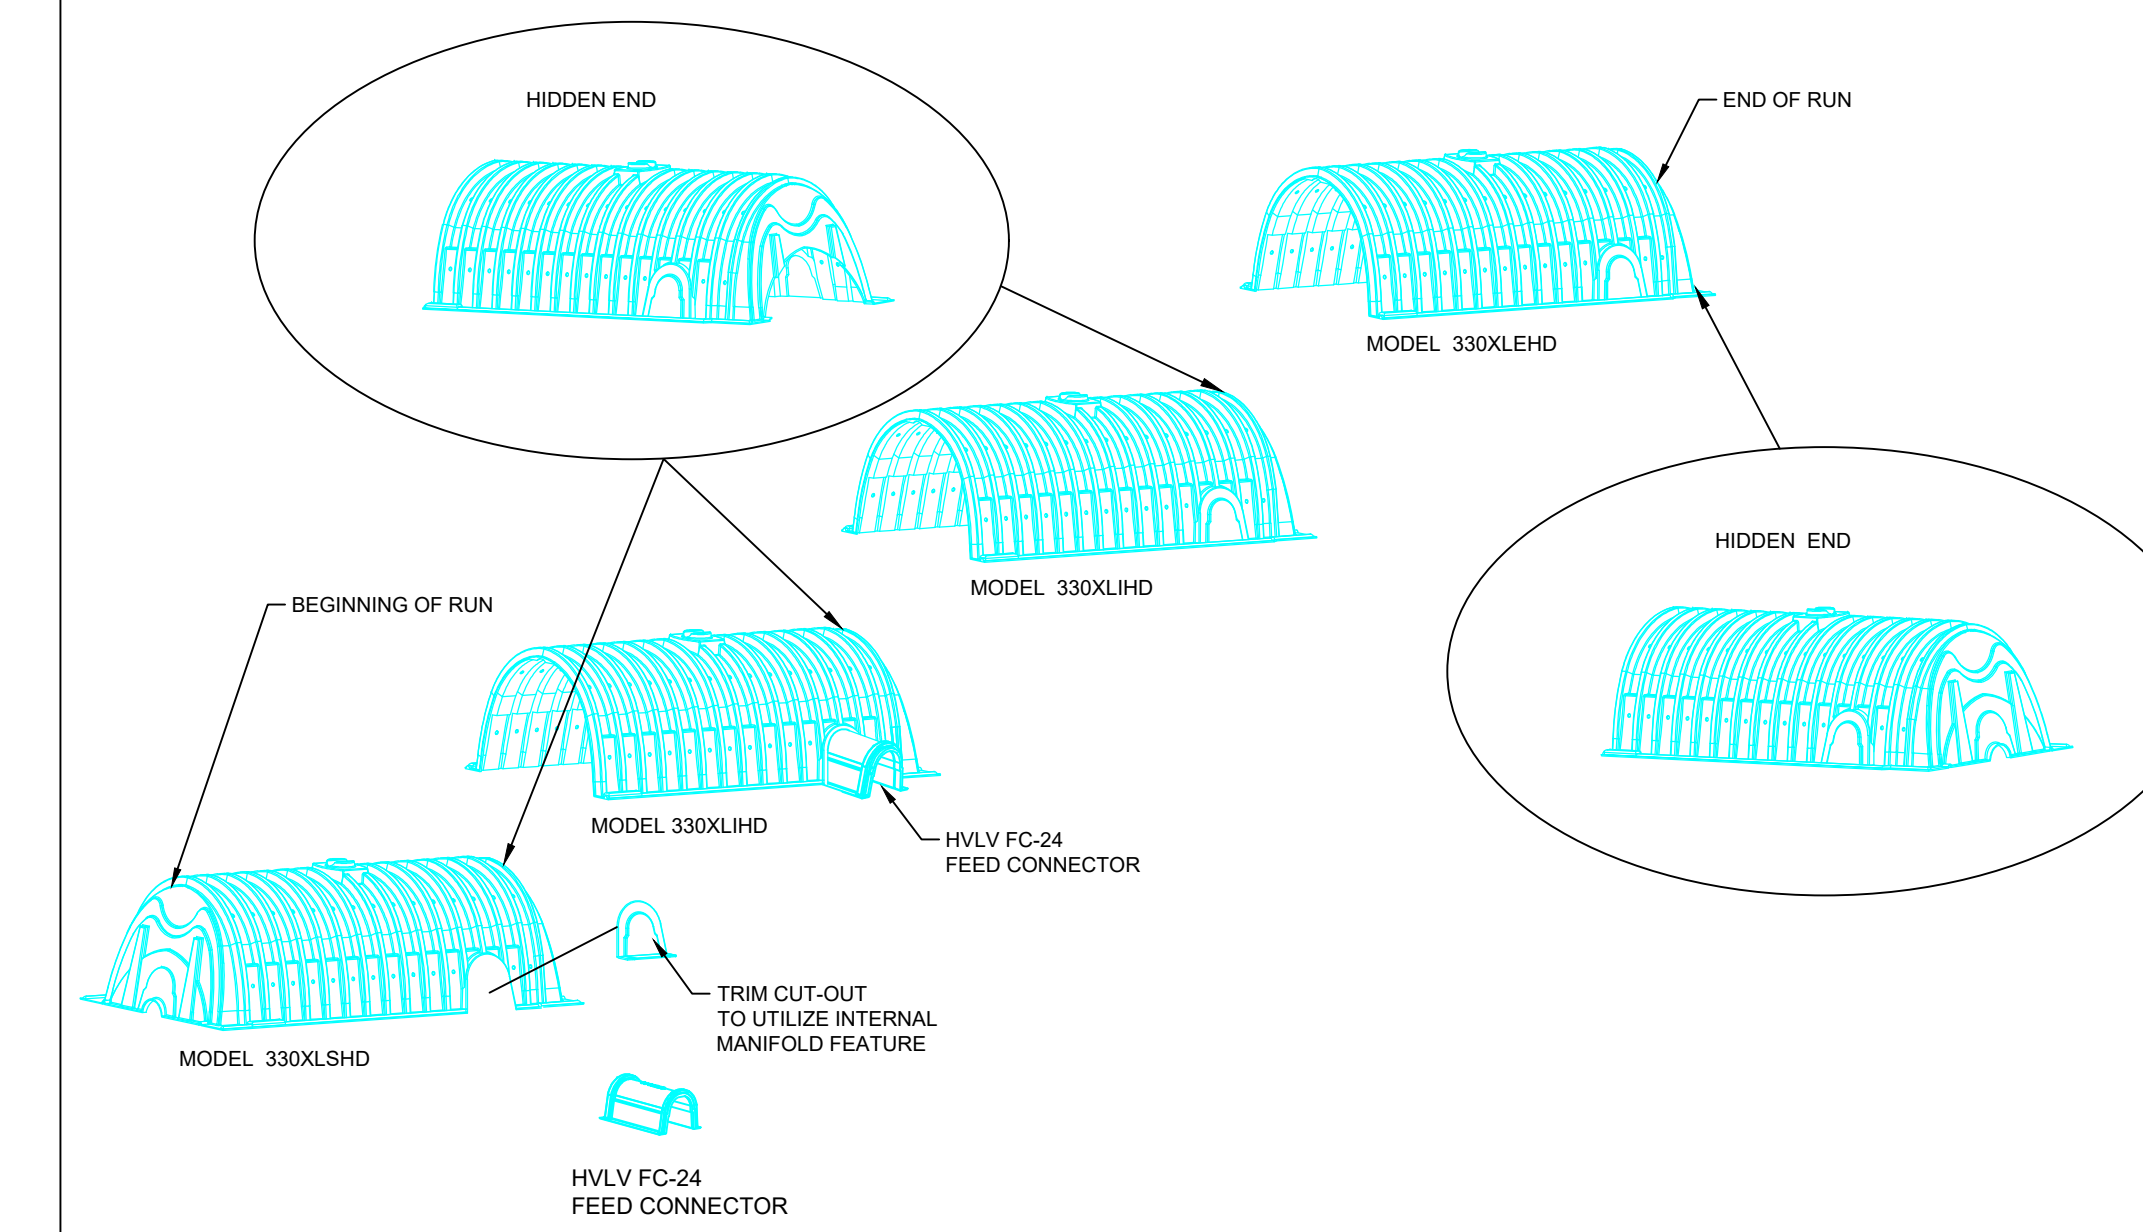 HIDDEN END
END OF RUN
MODEL  330XLEHD
HIDDEN  END
MODEL  330XLIHD
BEGINNING OF RUN
MODEL 330XLIHD
HVLV FC-24
FEED CONNECTOR
TRIM CUT-OUT
TO UTILIZE INTERNAL
MANIFOLD FEATURE
MODEL  330XLSHD
HVLV FC-24
FEED CONNECTOR